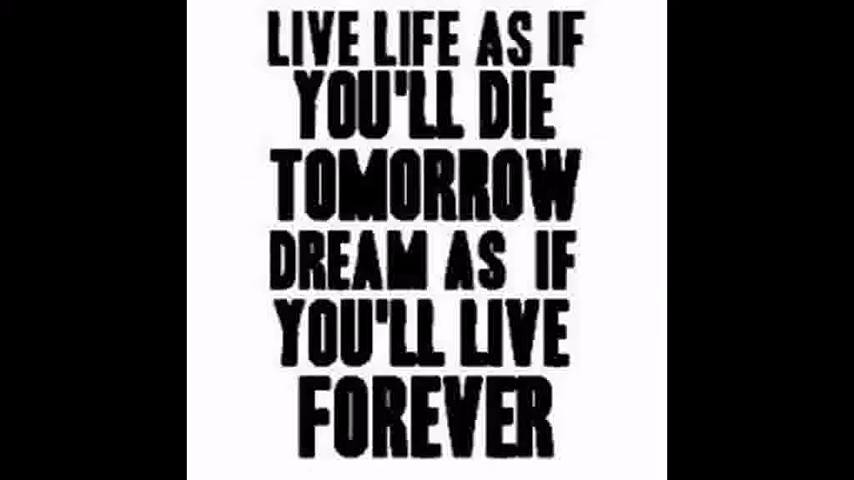 LIVE LIFE AS IF
YOU'LL DIE
TOMORROW
DREAM AS IF
YOU'LL LIVE
FOREVER